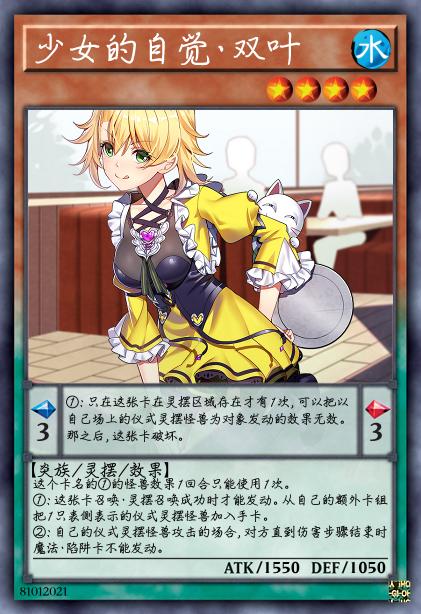 少女的自觉·双叶
水
①：只在这张卡在灵摆区域存在才有1次，可以把以
自己场上的仪式灵摆怪兽为对象发动的效果无效。
那之后，这张卡破坏。
3
3
【炎族/灵摆/效果】
这个卡名的①的怪兽效果1回合只能使用1次。
①：这张卡召唤·灵摆召唤成功时才能发动。从自己的额外卡组
把1只表侧表示的仪式灵摆怪兽加入手卡。
②：自己的仪式灵摆怪兽攻击的场合，对方直到伤害步骤结束时
魔法·陷阱卡不能发动。
ATK/1550 DEF/1050
81012021